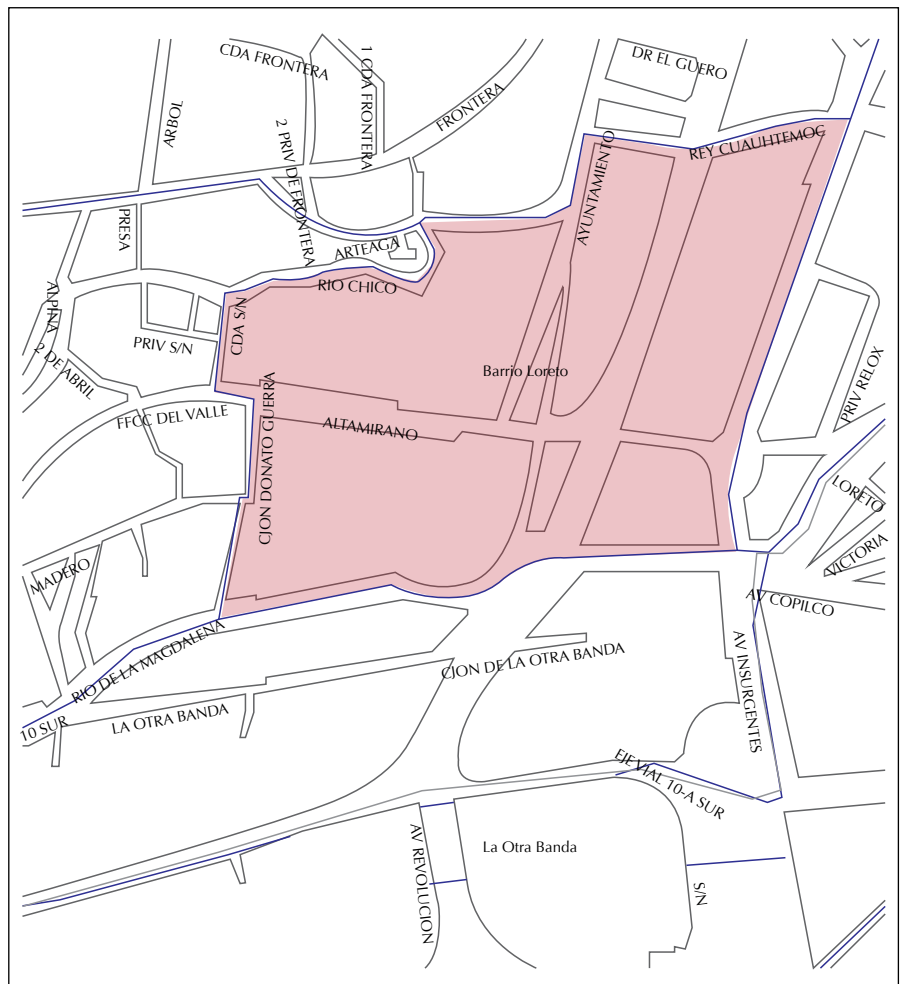 CDA FRONTERA
1 CDA FRONTERA
DR EL GUERO
FRONTERA
ARBOL
2 PRIV DE FRONTERA
REY CUAUHTEMOC
AYUNTAMIENTO
PRESA
ARTEAGA
RIO CHICO
ALPINA
CDA S/N
PRIV S/N
2 DE ABRIL
Barrio Loreto
PRIV RELOX
FFCC DEL VALLE
CJON DONATO GUERRA
ALTAMIRANO
LORETO
VICTORIA
MADERO
AV COPILCO
RIO DE LA MAGDALENA
CJON DE LA OTRA BANDA
AV INSURGENTES
10 SUR
LA OTRA BANDA
EJE VIAL 10-A SUR
AV REVOLUCION
La Otra Banda
S/N